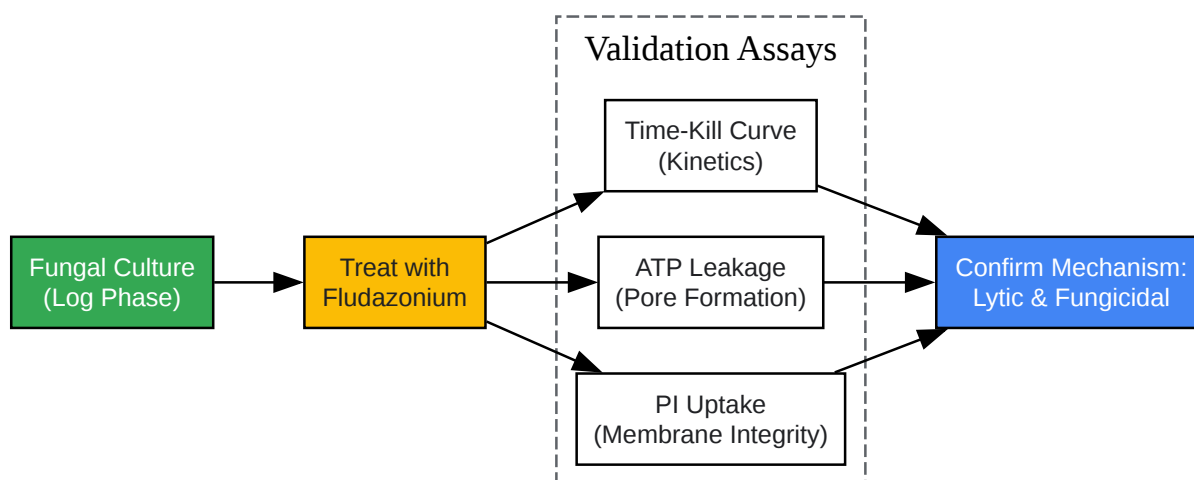 Validation Assays
Fungal Culture
(Log Phase)
Treat with
Fludazonium
Time-Kill Curve
(Kinetics)
ATP Leakage
(Pore Formation)
PI Uptake
(Membrane Integrity)
Confirm Mechanism:
Lytic & Fungicidal